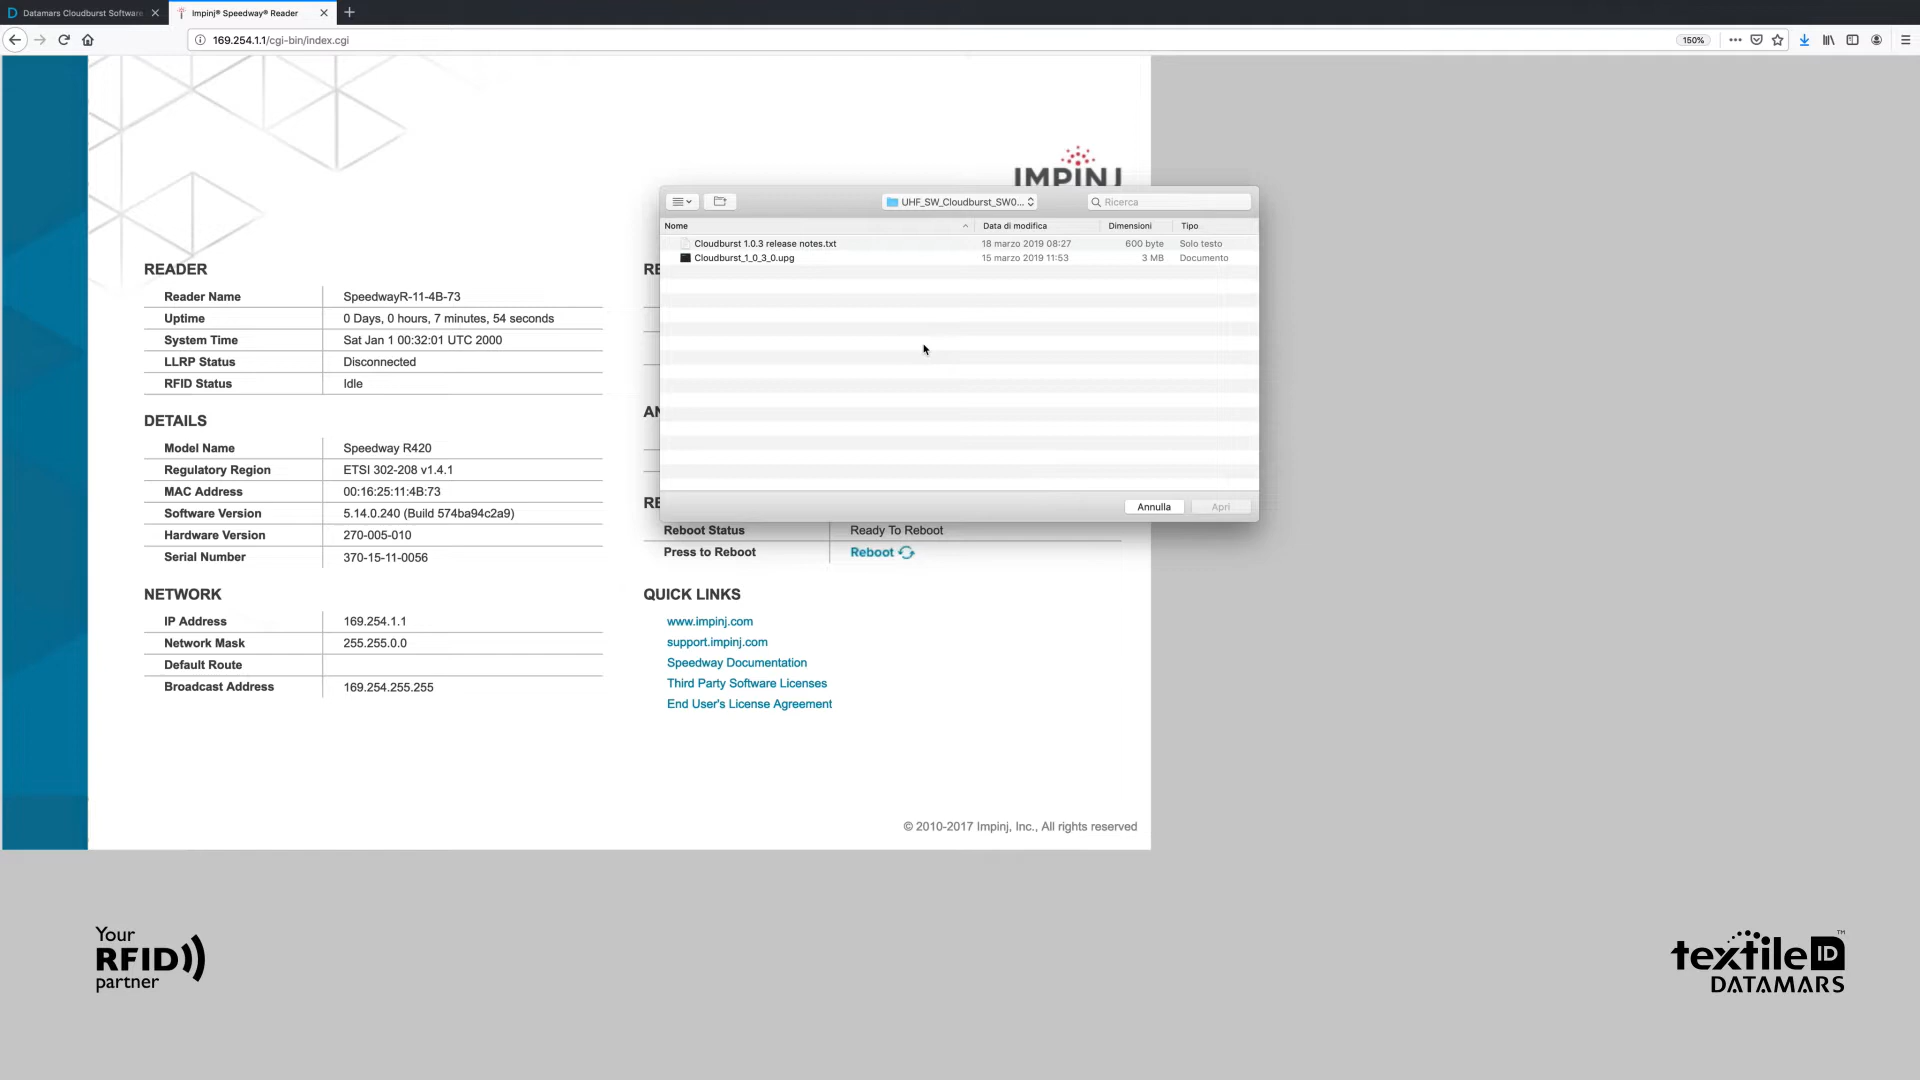 Datamars Cloudburst Software
Impinj® Speedway® Reader
169.254.1.1/cgi-bin/index.cgi
150%
IMPINJ
UHF_SW_Cloudburst_SW0...
Ricerca
Nome
Data di modifica
Dimensioni
Tipo
Cloudburst 1.0.3 release notes.txt
18 marzo 2019 08:27
600 byte
Solo testo
Cloudburst_1_0_3_0.upg
15 marzo 2019 11:53
3 MB
Documento
Annulla
Apri
READER
Reader Name
SpeedwayR-11-4B-73
Uptime
0 Days, 0 hours, 7 minutes, 54 seconds
System Time
Sat Jan 1 00:32:01 UTC 2000
LLRP Status
Disconnected
RFID Status
Idle
DETAILS
Model Name
Speedway R420
Regulatory Region
ETSI 302-208 v1.4.1
MAC Address
00:16:25:11:4B:73
Software Version
5.14.0.240 (Build 574ba94c2a9)
Hardware Version
270-005-010
Serial Number
370-15-11-0056
NETWORK
IP Address
169.254.1.1
Network Mask
255.255.0.0
Default Route
Broadcast Address
169.254.255.255
Reboot Status
Ready To Reboot
Press to Reboot
Reboot
QUICK LINKS
www.impinj.com
support.impinj.com
Speedway Documentation
Third Party Software Licenses
End User's License Agreement
© 2010-2017 Impinj, Inc., All rights reserved
Your
RFID
partner
textile ID ™
DATAMARS